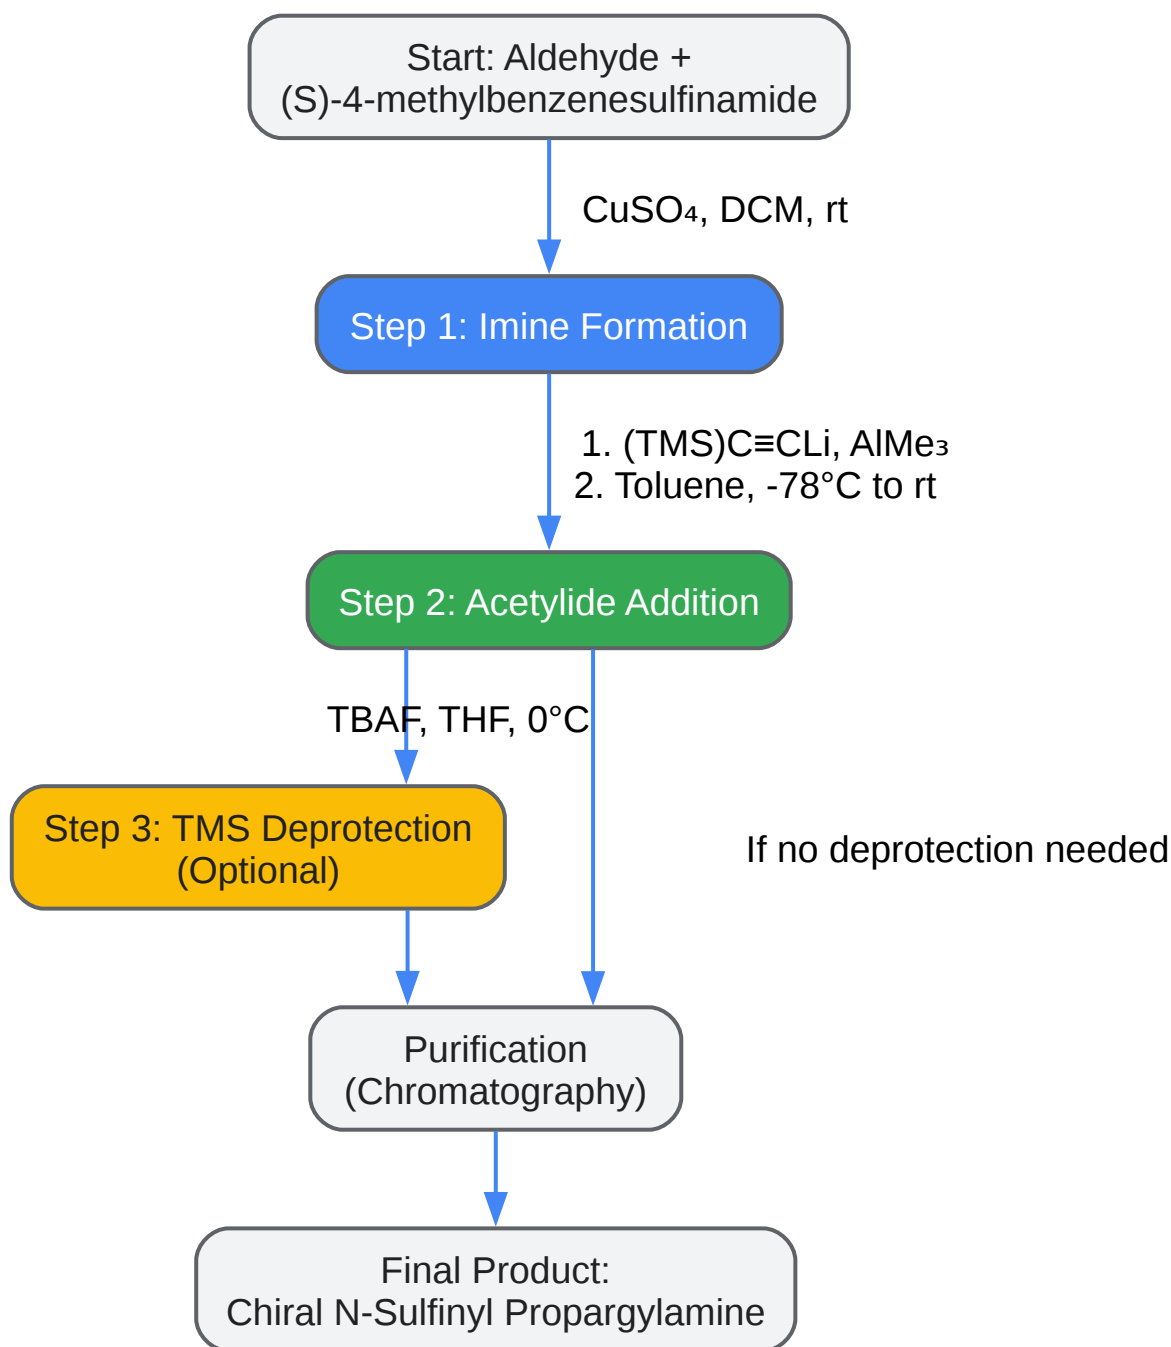 Start: Aldehyde +
(S)-4-methylbenzenesulfinamide
CuSO₄, DCM, rt
Step 1: Imine Formation
1. (TMS)C≡CLi, AlMe₃
2. Toluene, -78°C to rt
Step 2: Acetylide Addition
TBAF, THF, 0°C
Step 3: TMS Deprotection
(Optional)
If no deprotection needed
Purification
(Chromatography)
Final Product:
Chiral N-Sulfinyl Propargylamine